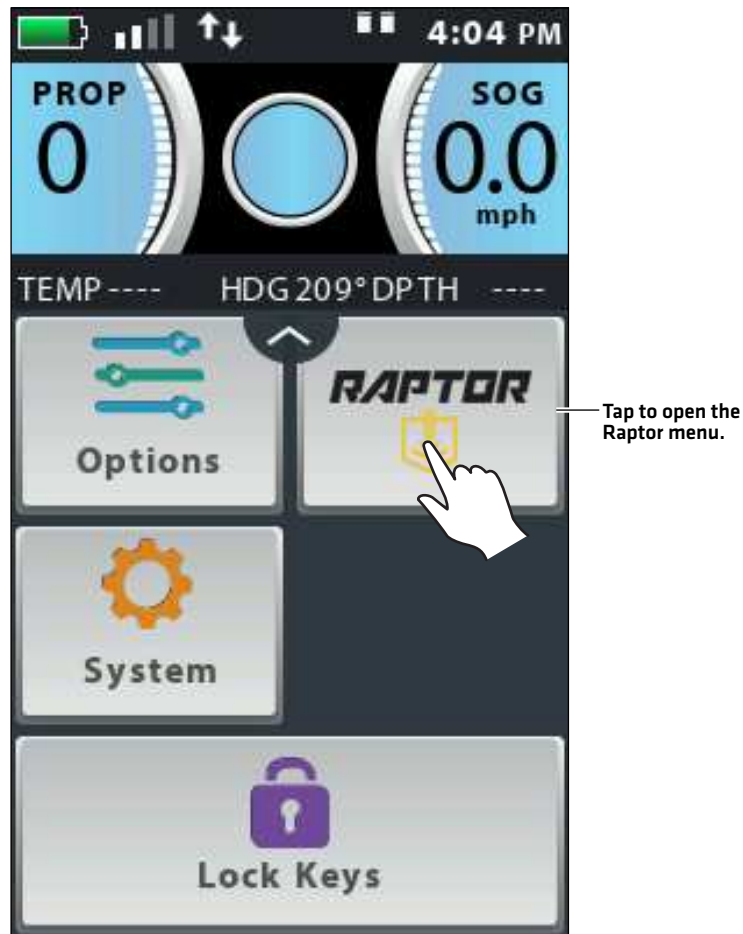 4:04 PM
PROP
0
SOG
0.0
mph
TEMP ---- HDG 209° DPTH ----
Options
RAPTOR
Tap to open the
Raptor menu.
System
Lock Keys